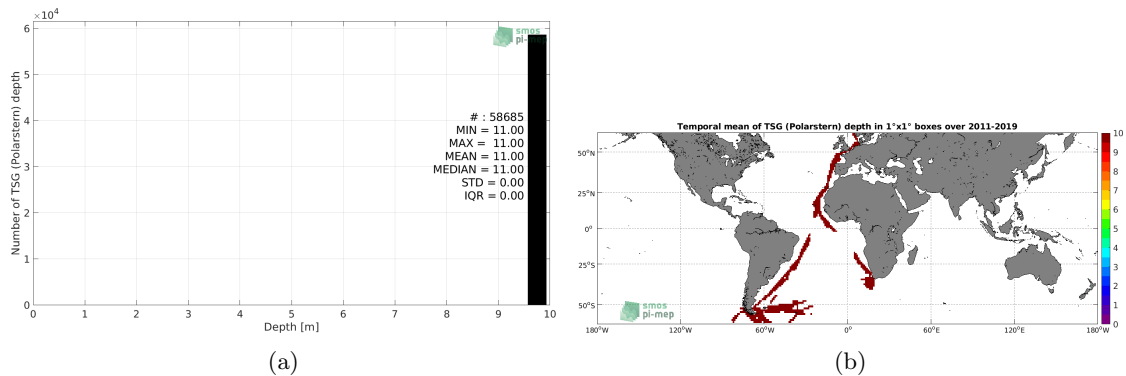 ×10⁴
6
5
4
3
2
1
0
Number of TSG (Polarstern) depth
smos
pi-mep
# : 58685
MIN = 11.00
MAX = 11.00
MEAN = 11.00
MEDIAN = 11.00
STD = 0.00
IQR = 0.00
0 1 2 3 4 5 6 7 8 9 10
Depth [m]
(a)
Temporal mean of TSG (Polarstern) depth in 1°x1° boxes over 2011-2019
50°N
25°N
0°
25°S
50°S
180°W 120°W 60°W 0° 60°E 120°E 180°W
smos
pi-mep
10
9
8
7
6
5
4
3
2
1
0
(b)